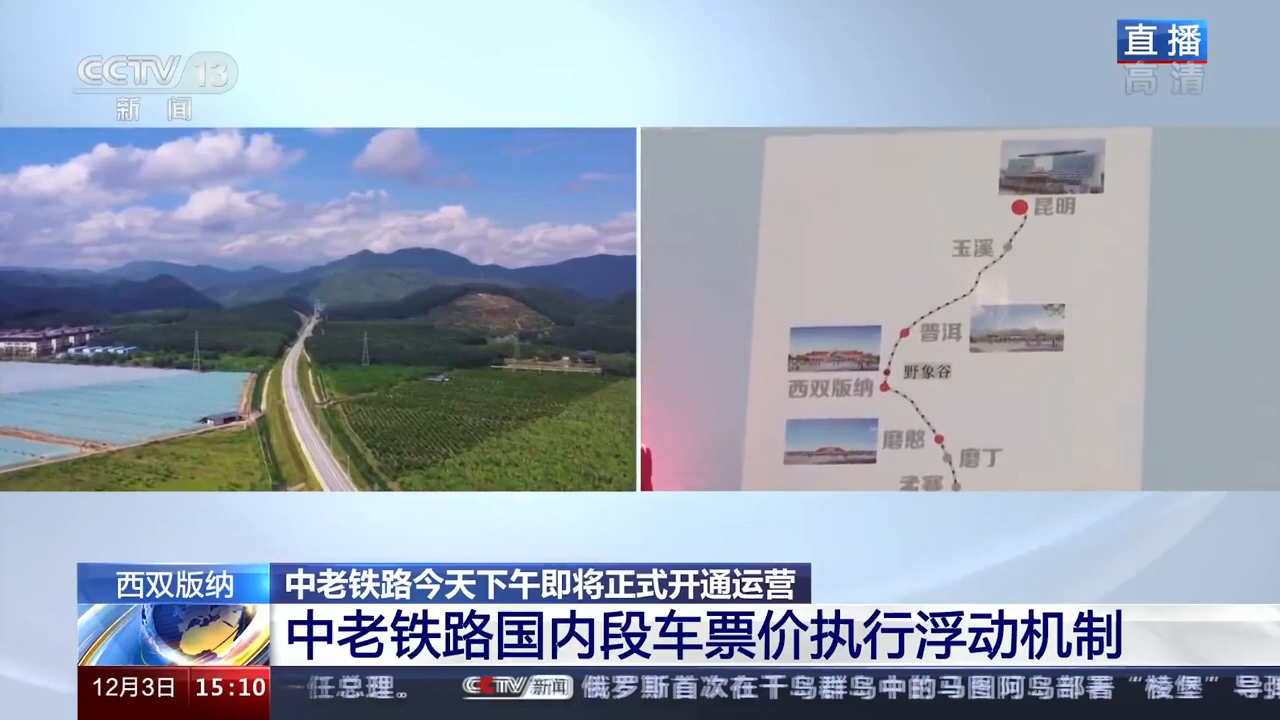 CCTV 13
新闻
直播
高清
昆明
玉溪
普洱
野象谷
西双版纳
磨憨
磨丁
孟赛
西双版纳
中老铁路今天下午即将正式开通运营
中老铁路国内段车票价执行浮动机制
12月3日 15:10
任总理。 CCTV 新闻 俄罗斯首次在千岛群岛中的马图阿岛部署“棱堡”导弹